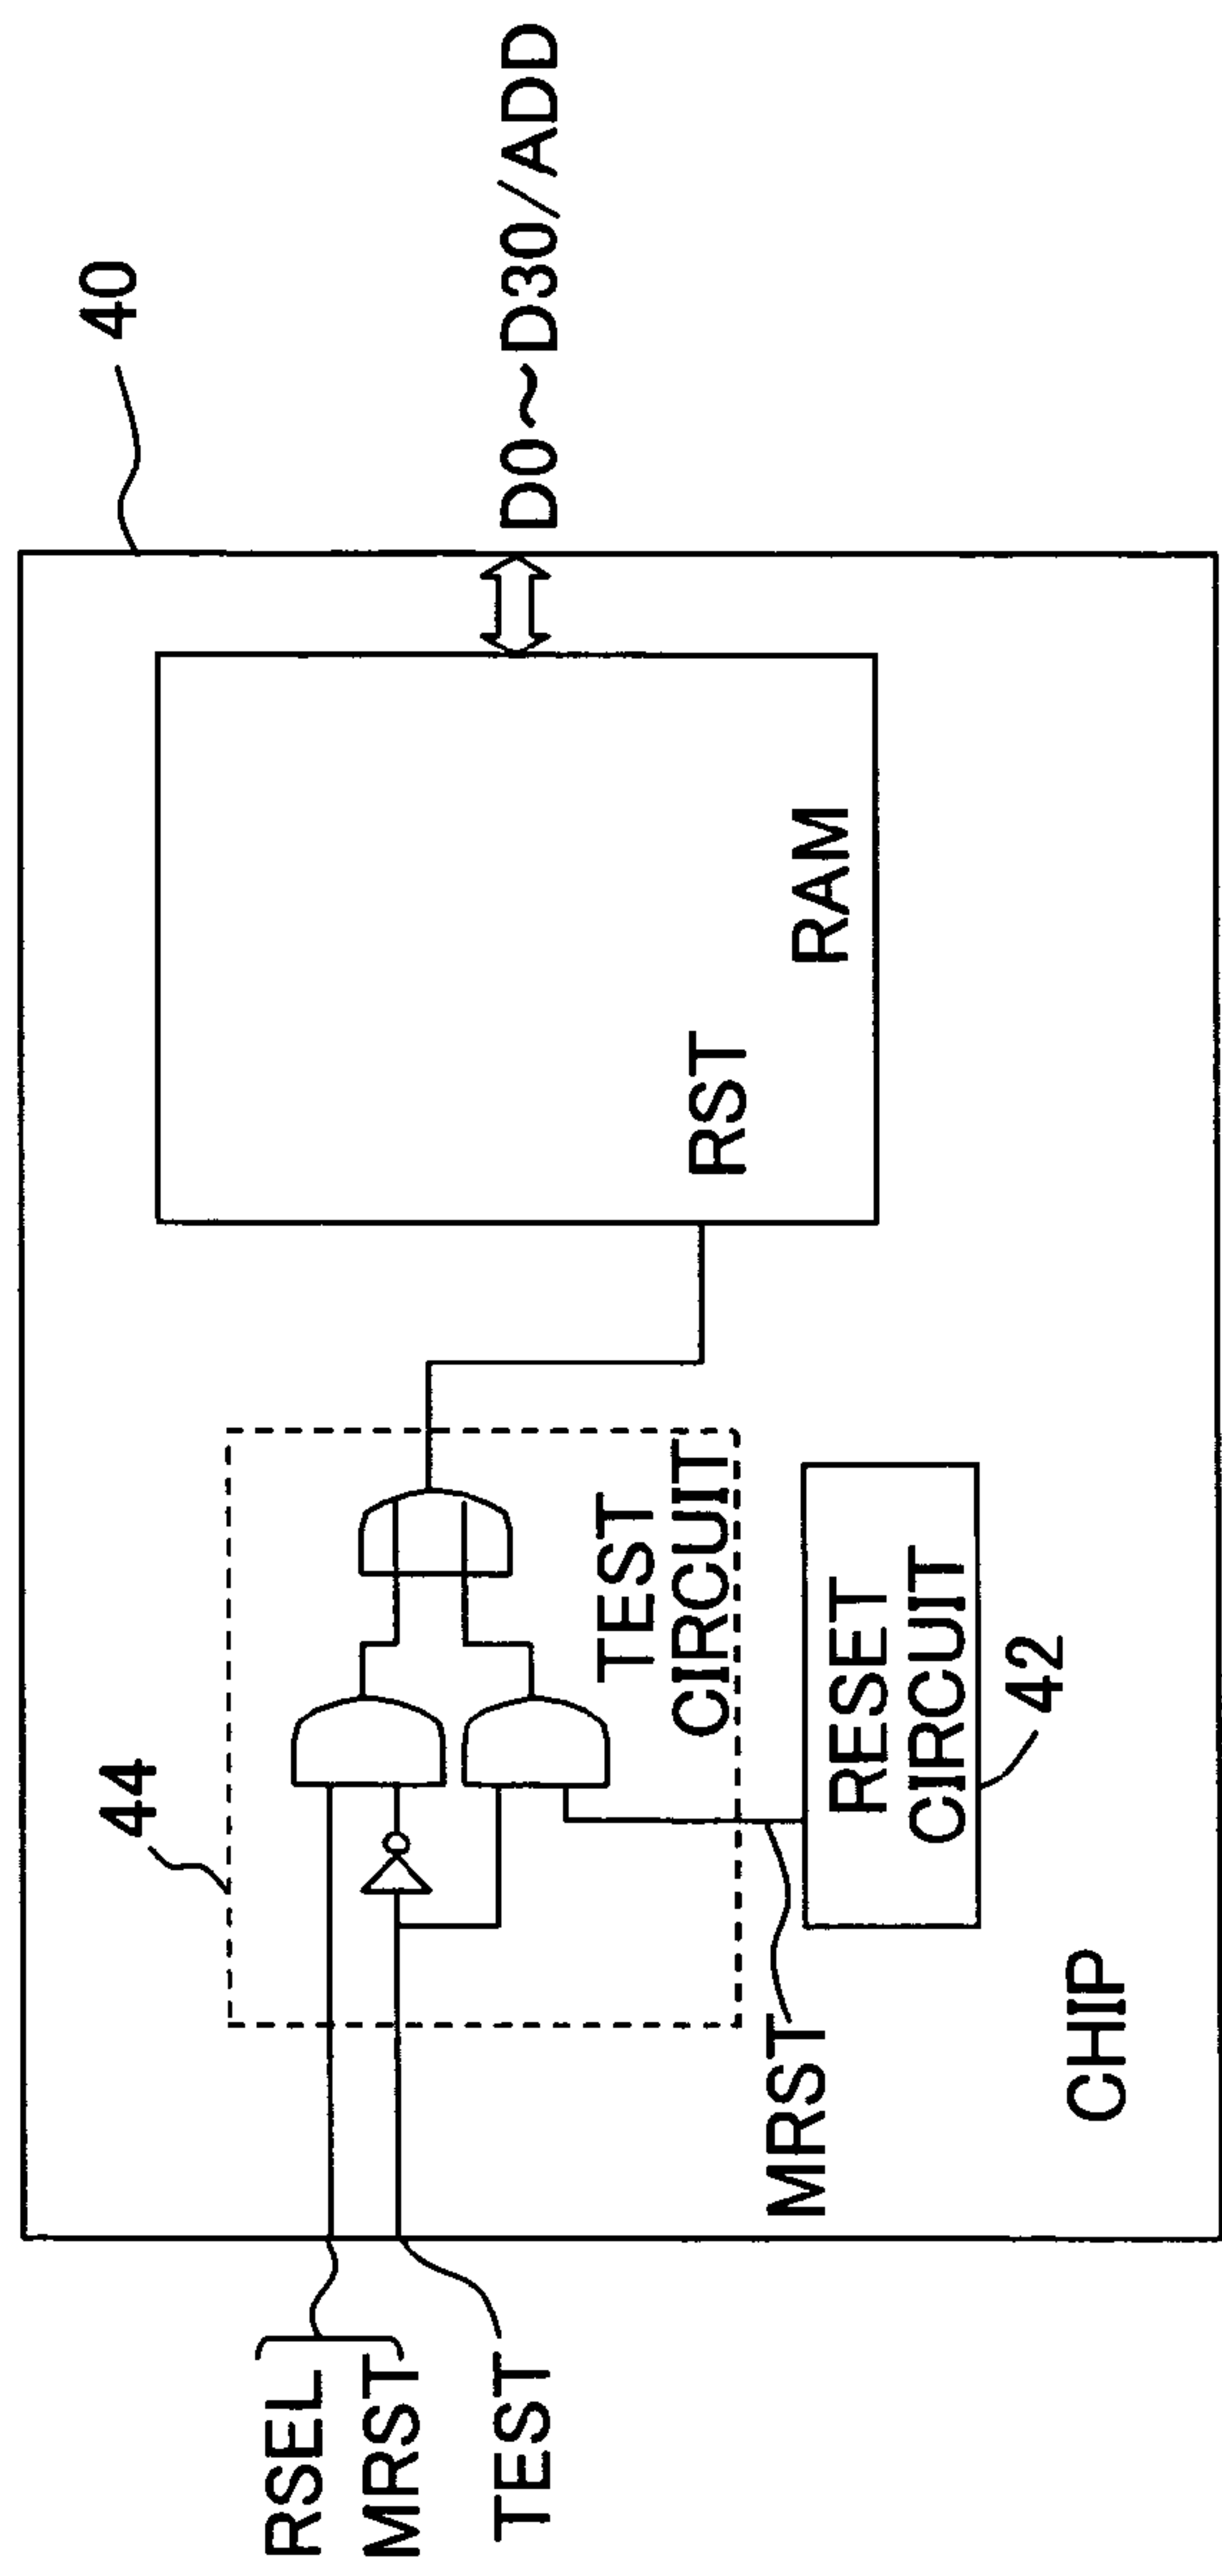 40
D0~D30/ADD
44
RSEL
MRST
TEST
TEST
CIRCUIT
RST
RAM
MRST
RESET
CIRCUIT
42
CHIP